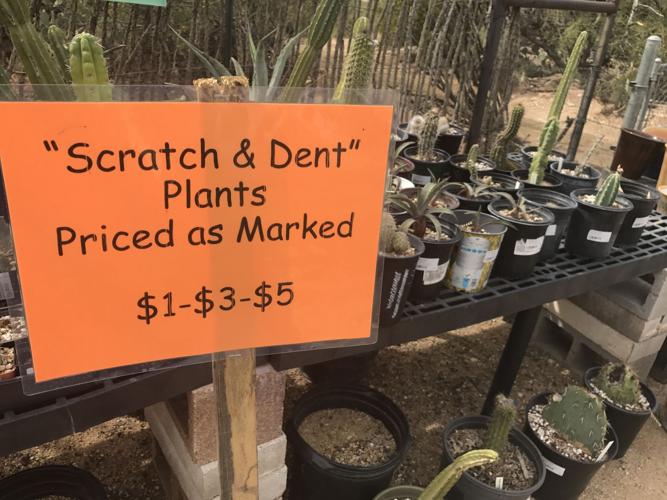 "Scratch & Dent"
Plants
Priced as Marked
$1-$3-$5